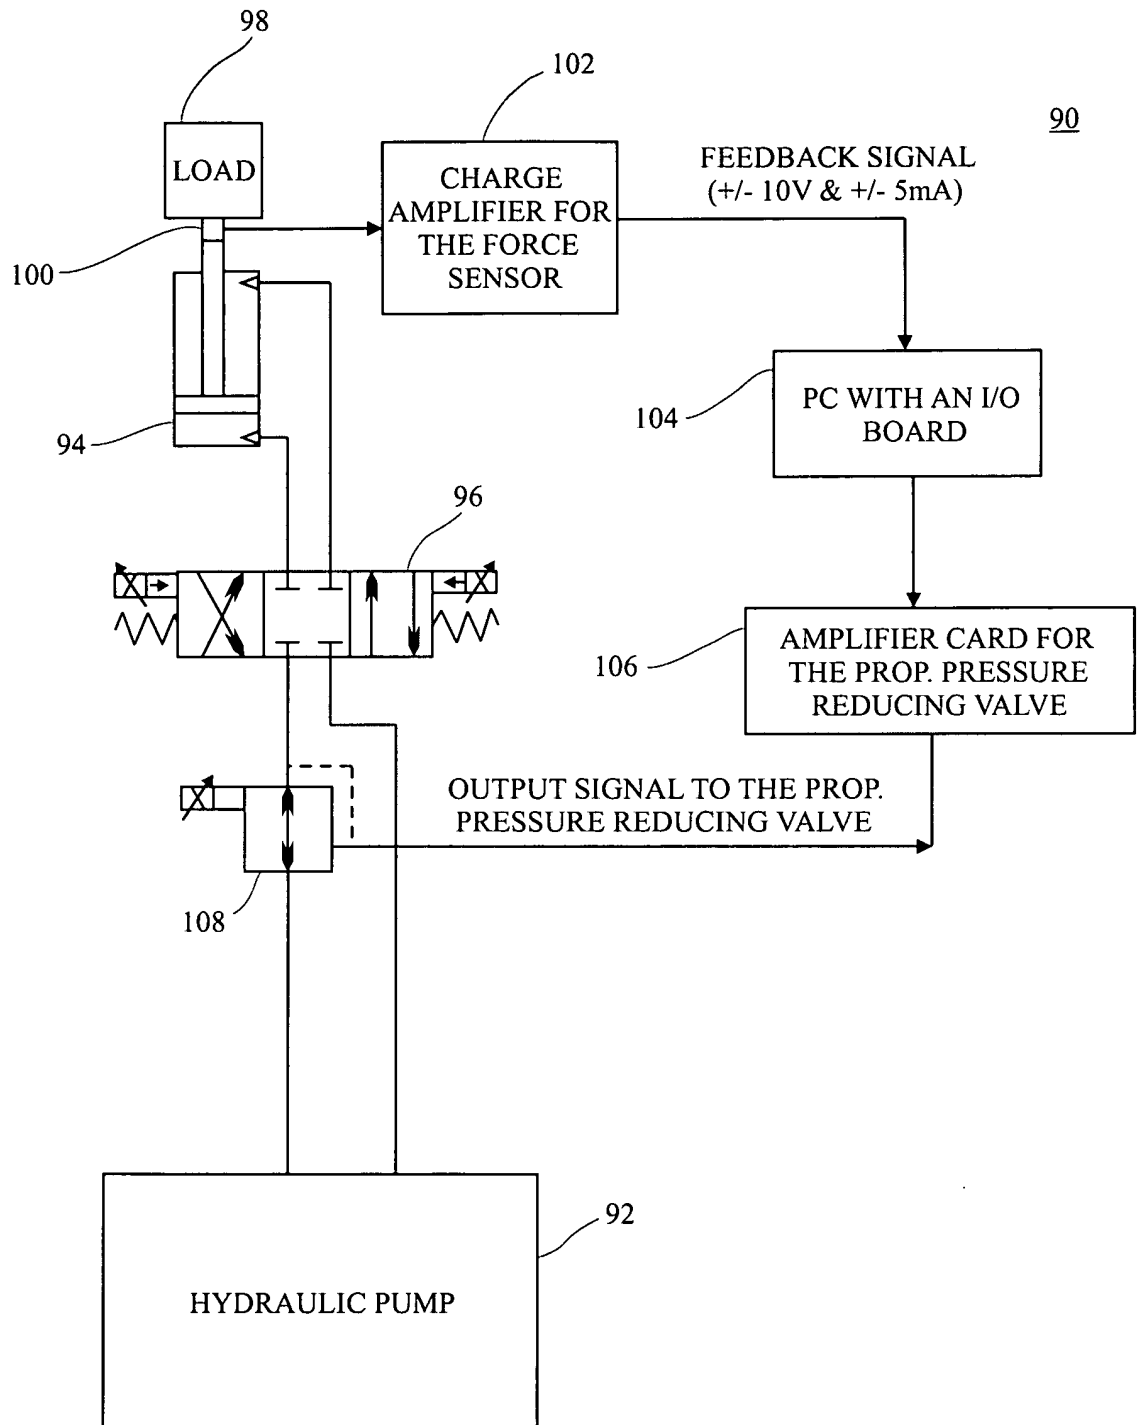 98
102
90
LOAD
CHARGE
AMPLIFIER FOR
THE FORCE
SENSOR
FEEDBACK SIGNAL
(+/- 10V & +/- 5mA)
100
PC WITH AN I/O
BOARD
104
94
96
AMPLIFIER CARD FOR
THE PROP. PRESSURE
REDUCING VALVE
106
OUTPUT SIGNAL TO THE PROP.
PRESSURE REDUCING VALVE
108
92
HYDRAULIC PUMP